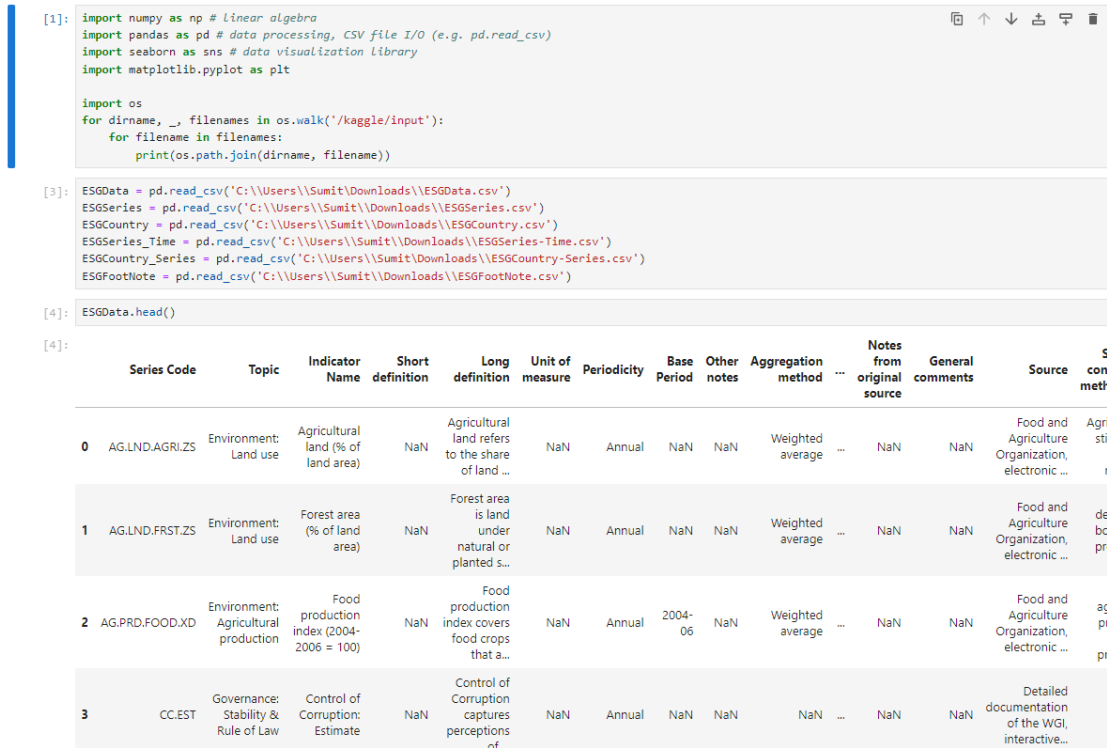 [1]: import numpy as np # linear algebra
import pandas as pd # data processing, CSV file I/O (e.g. pd.read_csv)
import seaborn as sns # data visualization library
import matplotlib.pyplot as plt
import os
for dirname, _, filenames in os.walk('/kaggle/input'):
    for filename in filenames:
        print(os.path.join(dirname, filename))
[3]: ESGData = pd.read_csv('C:\\Users\\Sumit\Downloads\\ESGData.csv')
ESGSeries = pd.read_csv('C:\\Users\\Sumit\\Downloads\\ESGSeries.csv')
ESGCountry = pd.read_csv('C:\\Users\\Sumit\\Downloads\\ESGCountry.csv')
ESGSeries_Time = pd.read_csv('C:\\Users\\Sumit\\Downloads\\ESGSeries-Time.csv')
ESGCountry_Series = pd.read_csv('C:\\Users\\Sumit\Downloads\\ESGCountry-Series.csv')
ESGFootNote = pd.read_csv('C:\\Users\\Sumit\\Downloads\\ESGFootNote.csv')
[4]: ESGData.head()
[4]:
Series Code
Topic
Indicator
Name
Short
definition
Long
definition
Unit of
measure
Periodicity
Base
Period
Other
notes
Aggregation
method
...
Notes
from
original
source
General
comments
Source
0
AG.LND.AGRI.ZS
Environment:
Land use
Agricultural
land (% of
land area)
NaN
Agricultural
land refers
to the share
of land ...
NaN
Annual
NaN
NaN
Weighted
average
...
NaN
NaN
Food and
Agriculture
Organization,
electronic ...
1
AG.LND.FRST.ZS
Environment:
Land use
Forest area
(% of land
area)
NaN
Forest area
is land
under
natural or
planted s...
NaN
Annual
NaN
NaN
Weighted
average
...
NaN
NaN
Food and
Agriculture
Organization,
electronic ...
2
AG.PRD.FOOD.XD
Environment:
Agricultural
production
Food
production
index (2004-
2006 = 100)
NaN
Food
production
index covers
food crops
that a...
NaN
Annual
2004-
06
NaN
Weighted
average
...
NaN
NaN
Food and
Agriculture
Organization,
electronic ...
3
CC.EST
Governance:
Stability &
Rule of Law
Control of
Corruption:
Estimate
NaN
Control of
Corruption
captures
perceptions
of...
NaN
Annual
NaN
NaN
NaN
...
NaN
NaN
Detailed
documentation
of the WGI,
interactive...